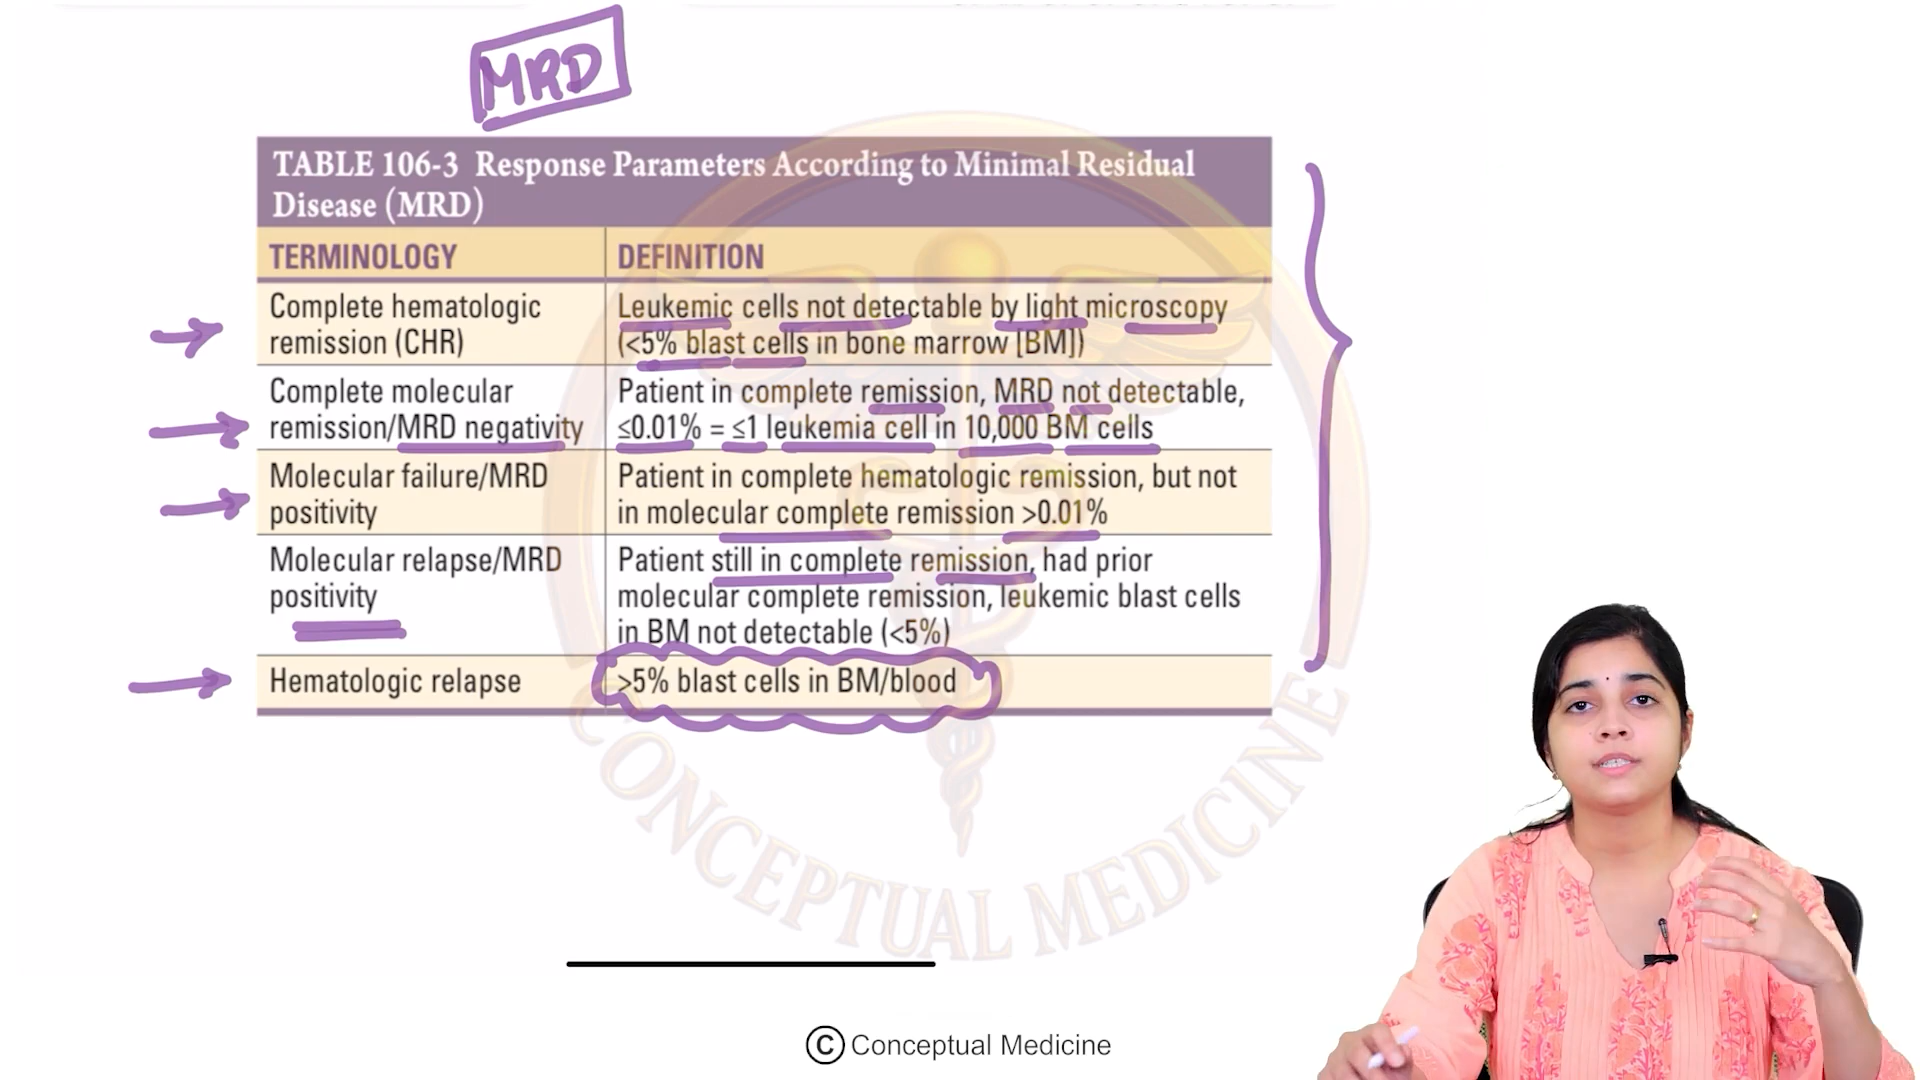 MRD
TABLE 106-3 Response Parameters According to Minimal Residual
Disease (MRD)
TERMINOLOGY
DEFINITION
Complete hematologic
remission (CHR)
Leukemic cells not detectable by light microscopy
(<5% blast cells in bone marrow [BM])
Complete molecular
remission/MRD negativity
Patient in complete remission, MRD not detectable,
≤0.01% = ≤1 leukemia cell in 10,000 BM cells
Molecular failure/MRD
positivity
Patient in complete hematologic remission, but not
in molecular complete remission >0.01%
Molecular relapse/MRD
positivity
Patient still in complete remission, had prior
molecular complete remission, leukemic blast cells
in BM not detectable (<5%)
Hematologic relapse
>5% blast cells in BM/blood
CONCEPTUAL MEDICINE
© Conceptual Medicine